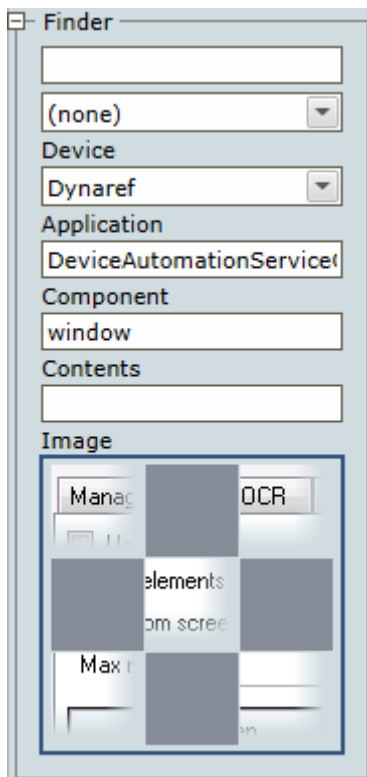 Finder
(none)
Device
Dynaref
Application
DeviceAutomationService
Component
window
Contents
Image
OCR
elements
Max